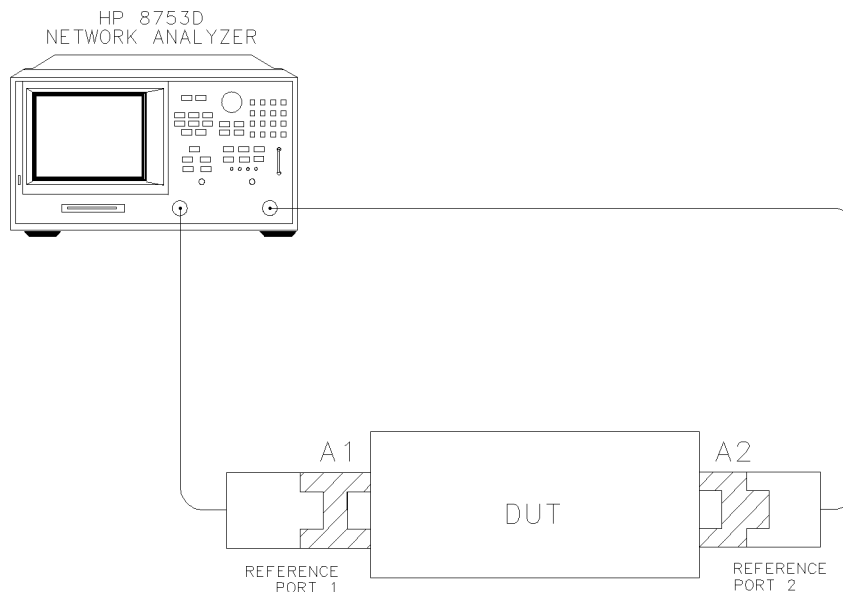 HP 8753D
NETWORK ANALYZER
A1
A2
DUT
REFERENCE
PORT 1
REFERENCE
PORT 2